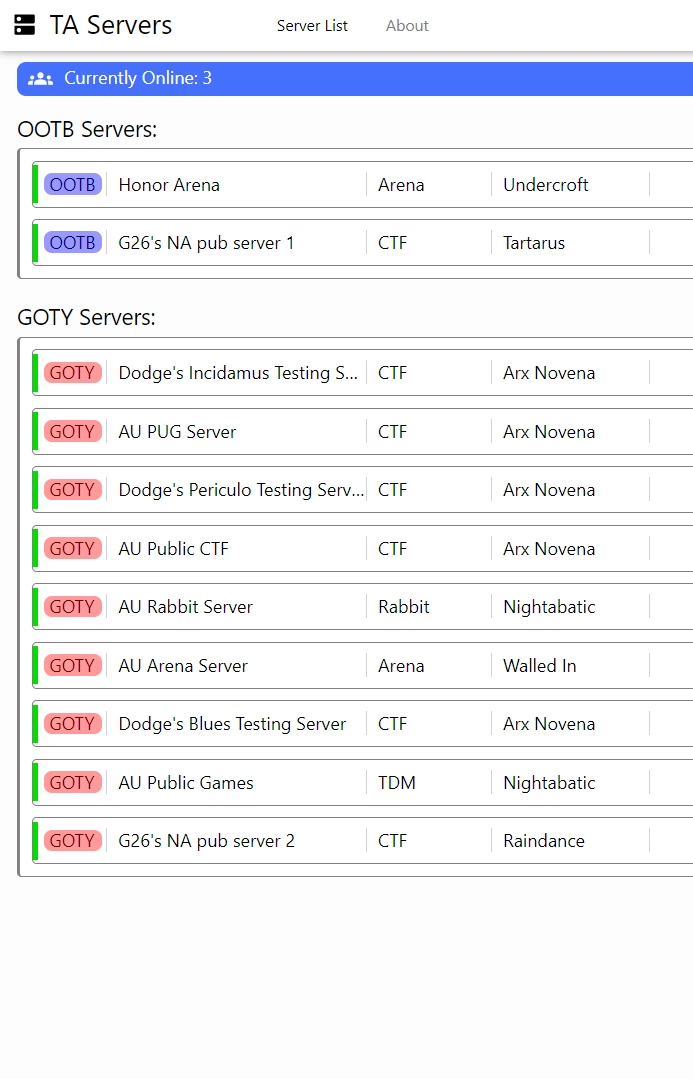 TA Servers Server List About
Currently Online: 3
OOTB Servers:
OOTB Honor Arena Arena Undercroft
OOTB G26's NA pub server 1 CTF Tartarus
GOTY Servers:
GOTY Dodge's Incidamus Testing S... CTF Arx Novena
GOTY AU PUG Server CTF Arx Novena
GOTY Dodge's Periculo Testing Serv... CTF Arx Novena
GOTY AU Public CTF CTF Arx Novena
GOTY AU Rabbit Server Rabbit Nightabatic
GOTY AU Arena Server Arena Walled In
GOTY Dodge's Blues Testing Server CTF Arx Novena
GOTY AU Public Games TDM Nightabatic
GOTY G26's NA pub server 2 CTF Raindance